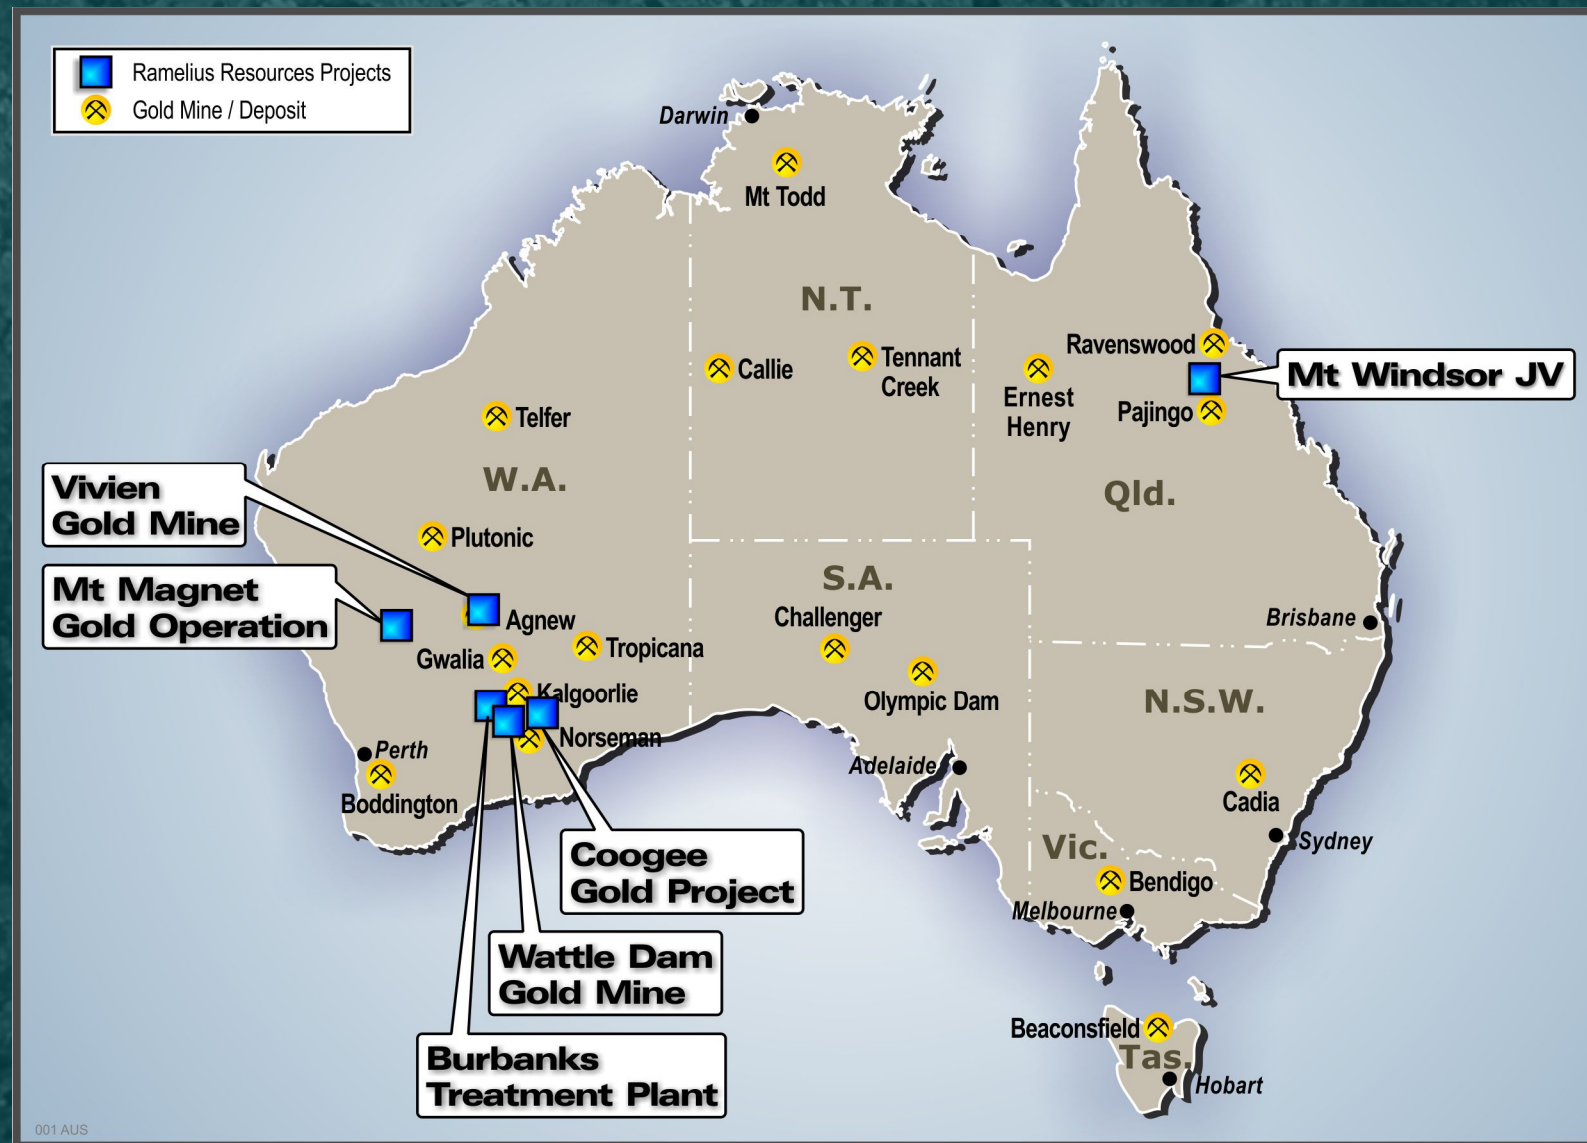 Ramelius Resources Projects
Gold Mine / Deposit
Darwin
Mt Todd
N.T.
Ravenswood
Callie
Tennant
Creek
Ernest
Henry
Mt Windsor JV
Pajingo
Telfer
W.A.
Qld.
Vivien
Gold Mine
Plutonic
S.A.
Mt Magnet
Gold Operation
Agnew
Challenger
Brisbane
Gwalia
Tropicana
Kalgoorlie
Olympic Dam
N.S.W.
Norseman
Perth
Adelaide
Boddington
Cadia
Sydney
Coogee
Gold Project
Vic.
Bendigo
Melbourne
Wattle Dam
Gold Mine
Beaconsfield
Tas.
Burbanks
Treatment Plant
Hobart
001 AUS